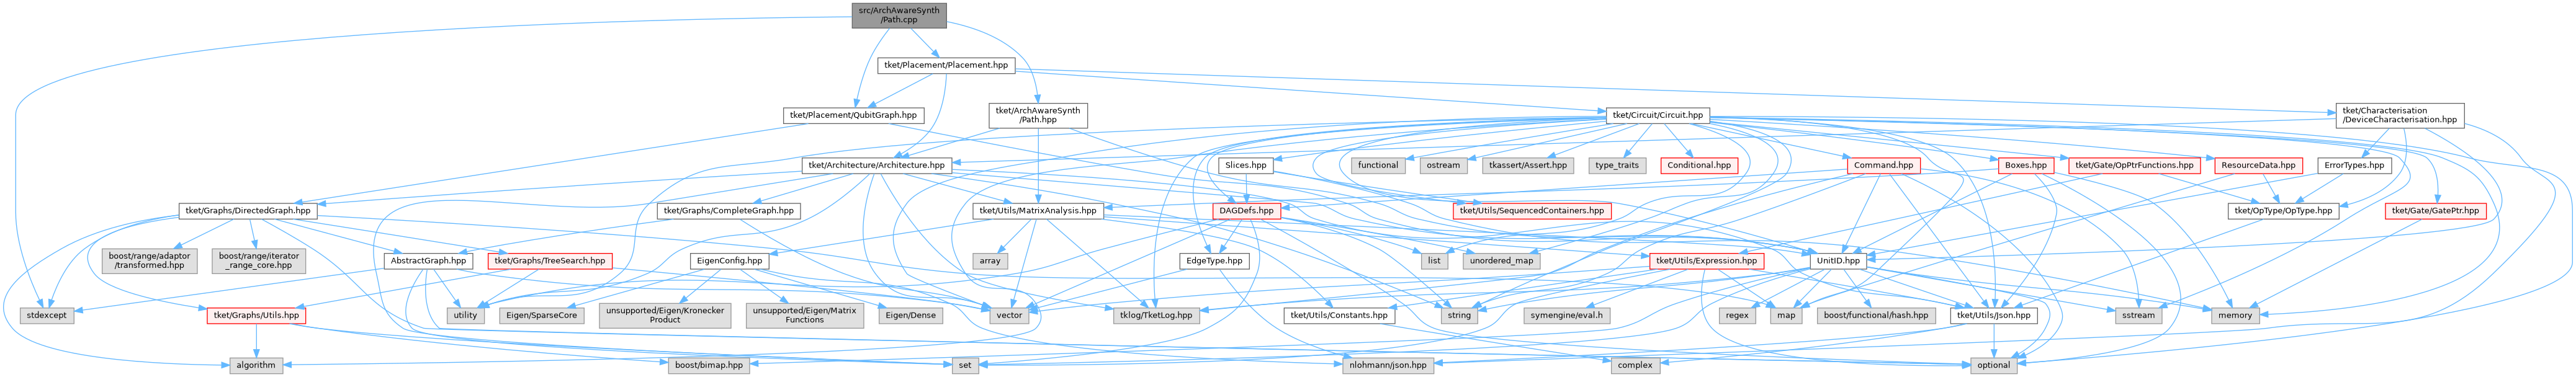 src/ArchAwareSynth
/Path.cpp
tket/Placement/Placement.hpp
tket/Placement/QubitGraph.hpp
tket/ArchAwareSynth
/Path.hpp
tket/Circuit/Circuit.hpp
tket/Characterisation
/DeviceCharacterisation.hpp
tket/Architecture/Architecture.hpp
Slices.hpp
functional
ostream
tkassert/Assert.hpp
type_traits
Conditional.hpp
Command.hpp
Boxes.hpp
tket/Gate/OpPtrFunctions.hpp
ResourceData.hpp
ErrorTypes.hpp
tket/Graphs/DirectedGraph.hpp
tket/Graphs/CompleteGraph.hpp
tket/Utils/MatrixAnalysis.hpp
DAGDefs.hpp
tket/Utils/SequencedContainers.hpp
tket/OpType/OpType.hpp
tket/Gate/GatePtr.hpp
boost/range/adaptor
/transformed.hpp
boost/range/iterator
_range_core.hpp
AbstractGraph.hpp
tket/Graphs/TreeSearch.hpp
EigenConfig.hpp
array
EdgeType.hpp
list
unordered_map
tket/Utils/Expression.hpp
UnitID.hpp
stdexcept
tket/Graphs/Utils.hpp
utility
Eigen/SparseCore
unsupported/Eigen/Kronecker
Product
unsupported/Eigen/Matrix
Functions
Eigen/Dense
vector
tklog/TketLog.hpp
string
tket/Utils/Constants.hpp
symengine/eval.h
regex
map
boost/functional/hash.hpp
tket/Utils/Json.hpp
sstream
memory
algorithm
boost/bimap.hpp
set
nlohmann/json.hpp
complex
optional